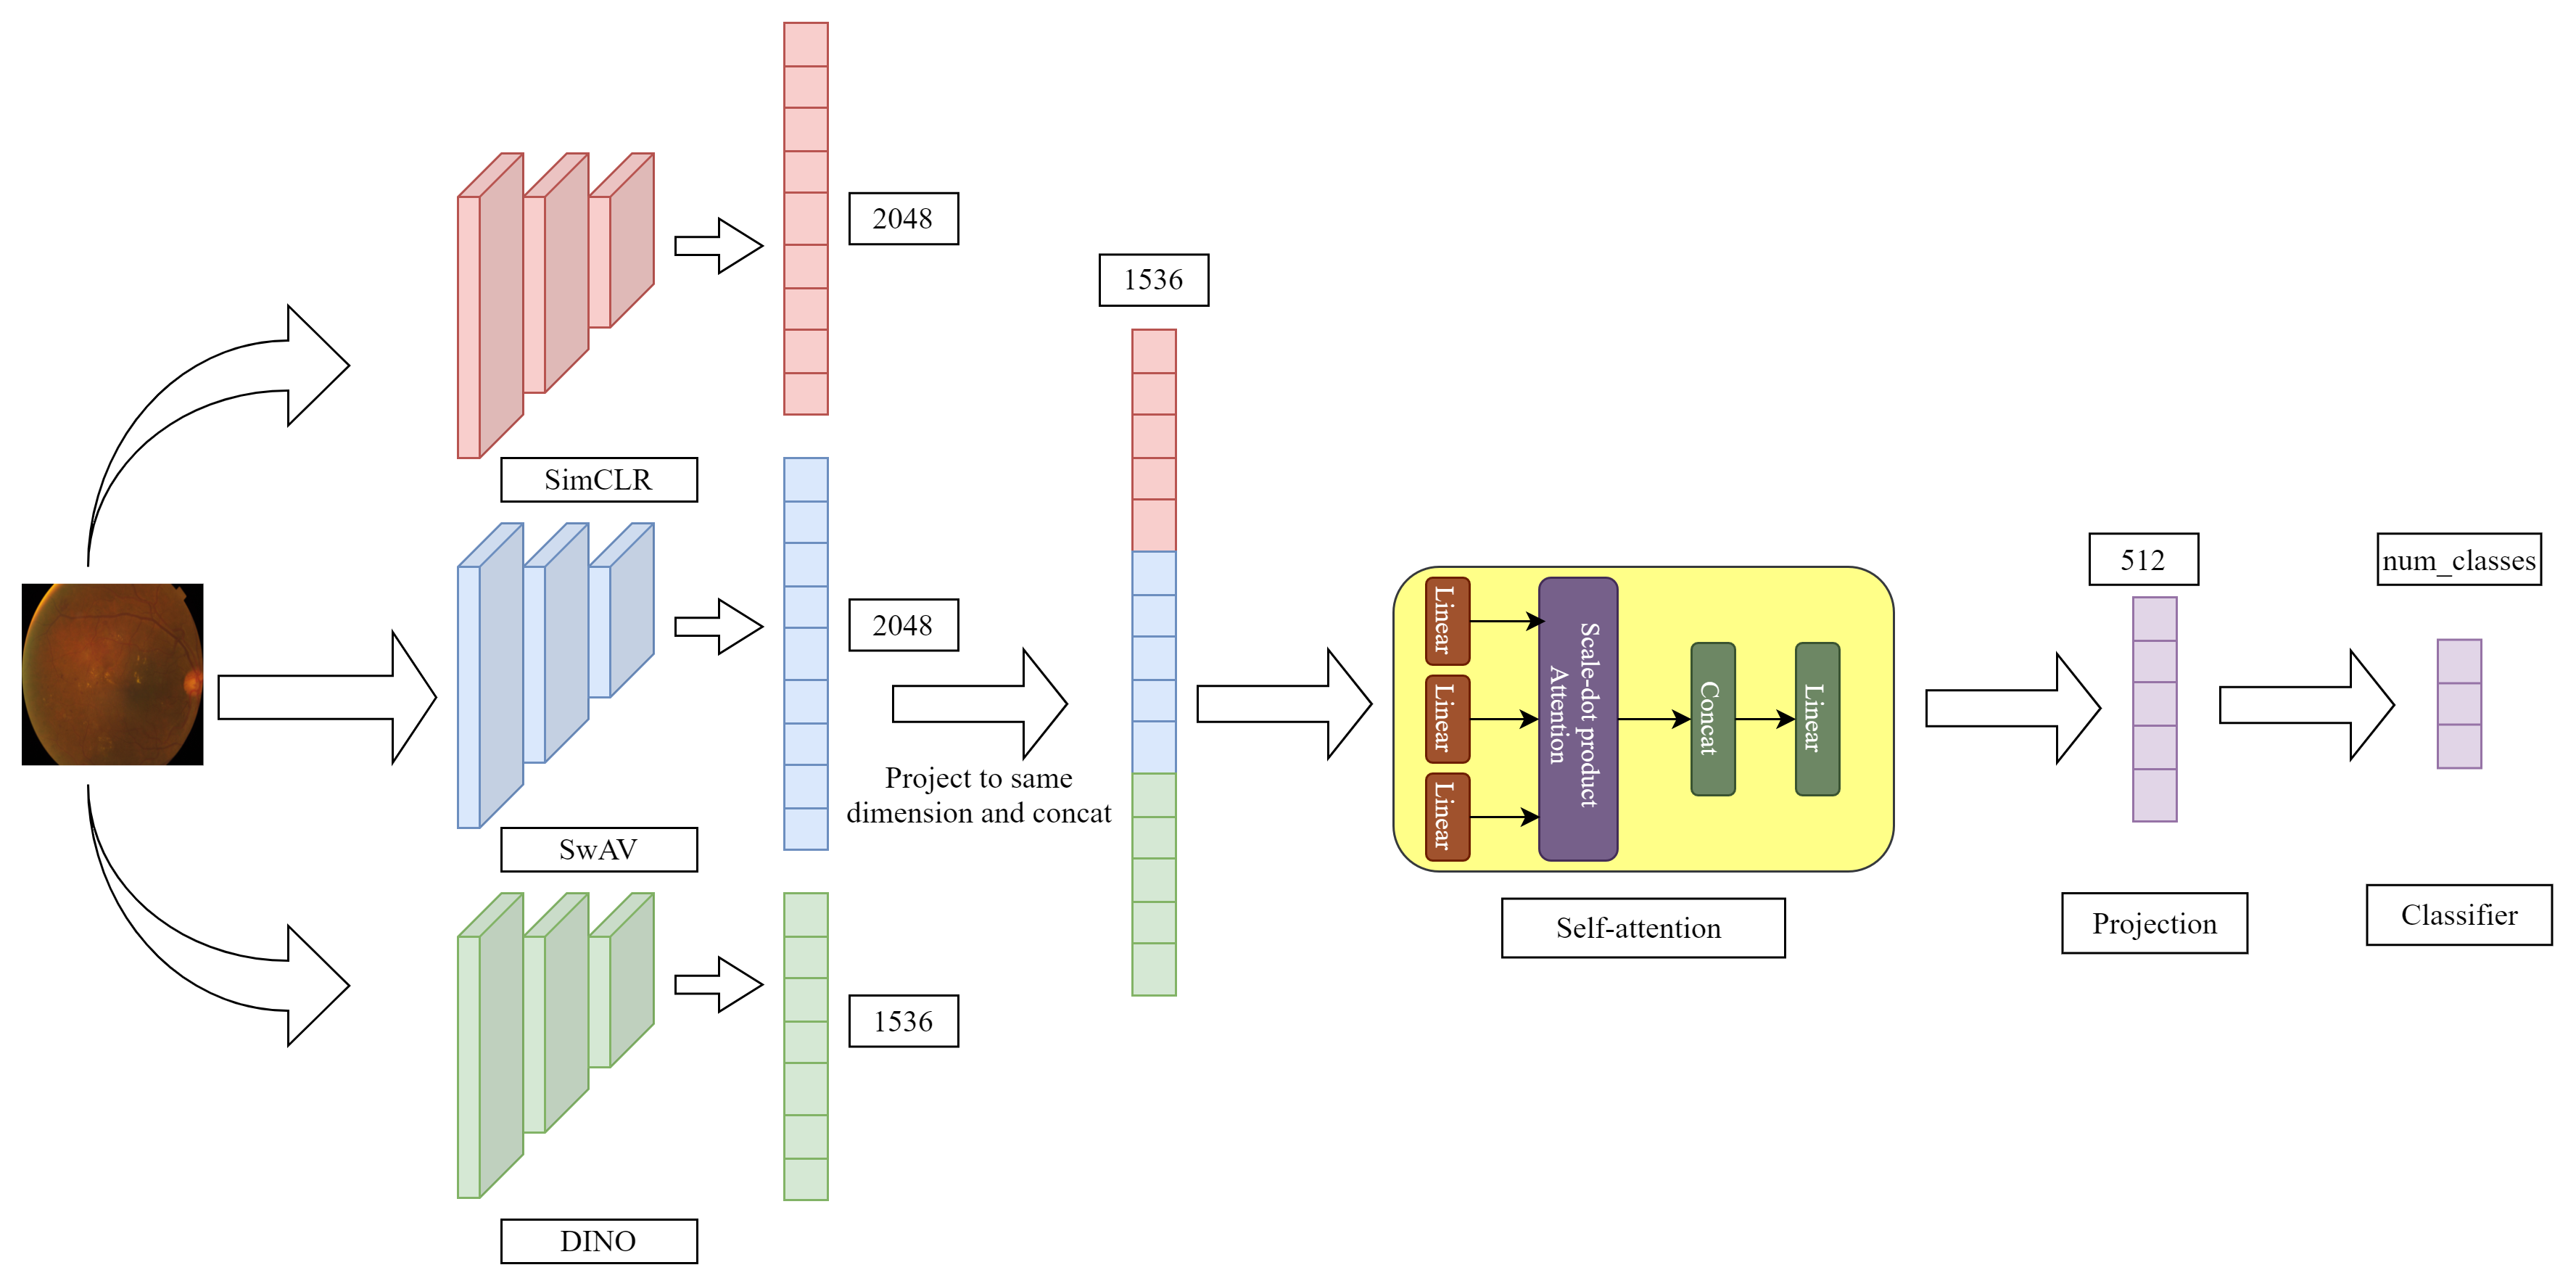 2048
SimCLR
2048
SwAV
1536
DINO
Project to same
dimension and concat
1536
Linear
Linear
Linear
Scale-dot product
Attention
Concat
Linear
Self-attention
512
Projection
num_classes
Classifier